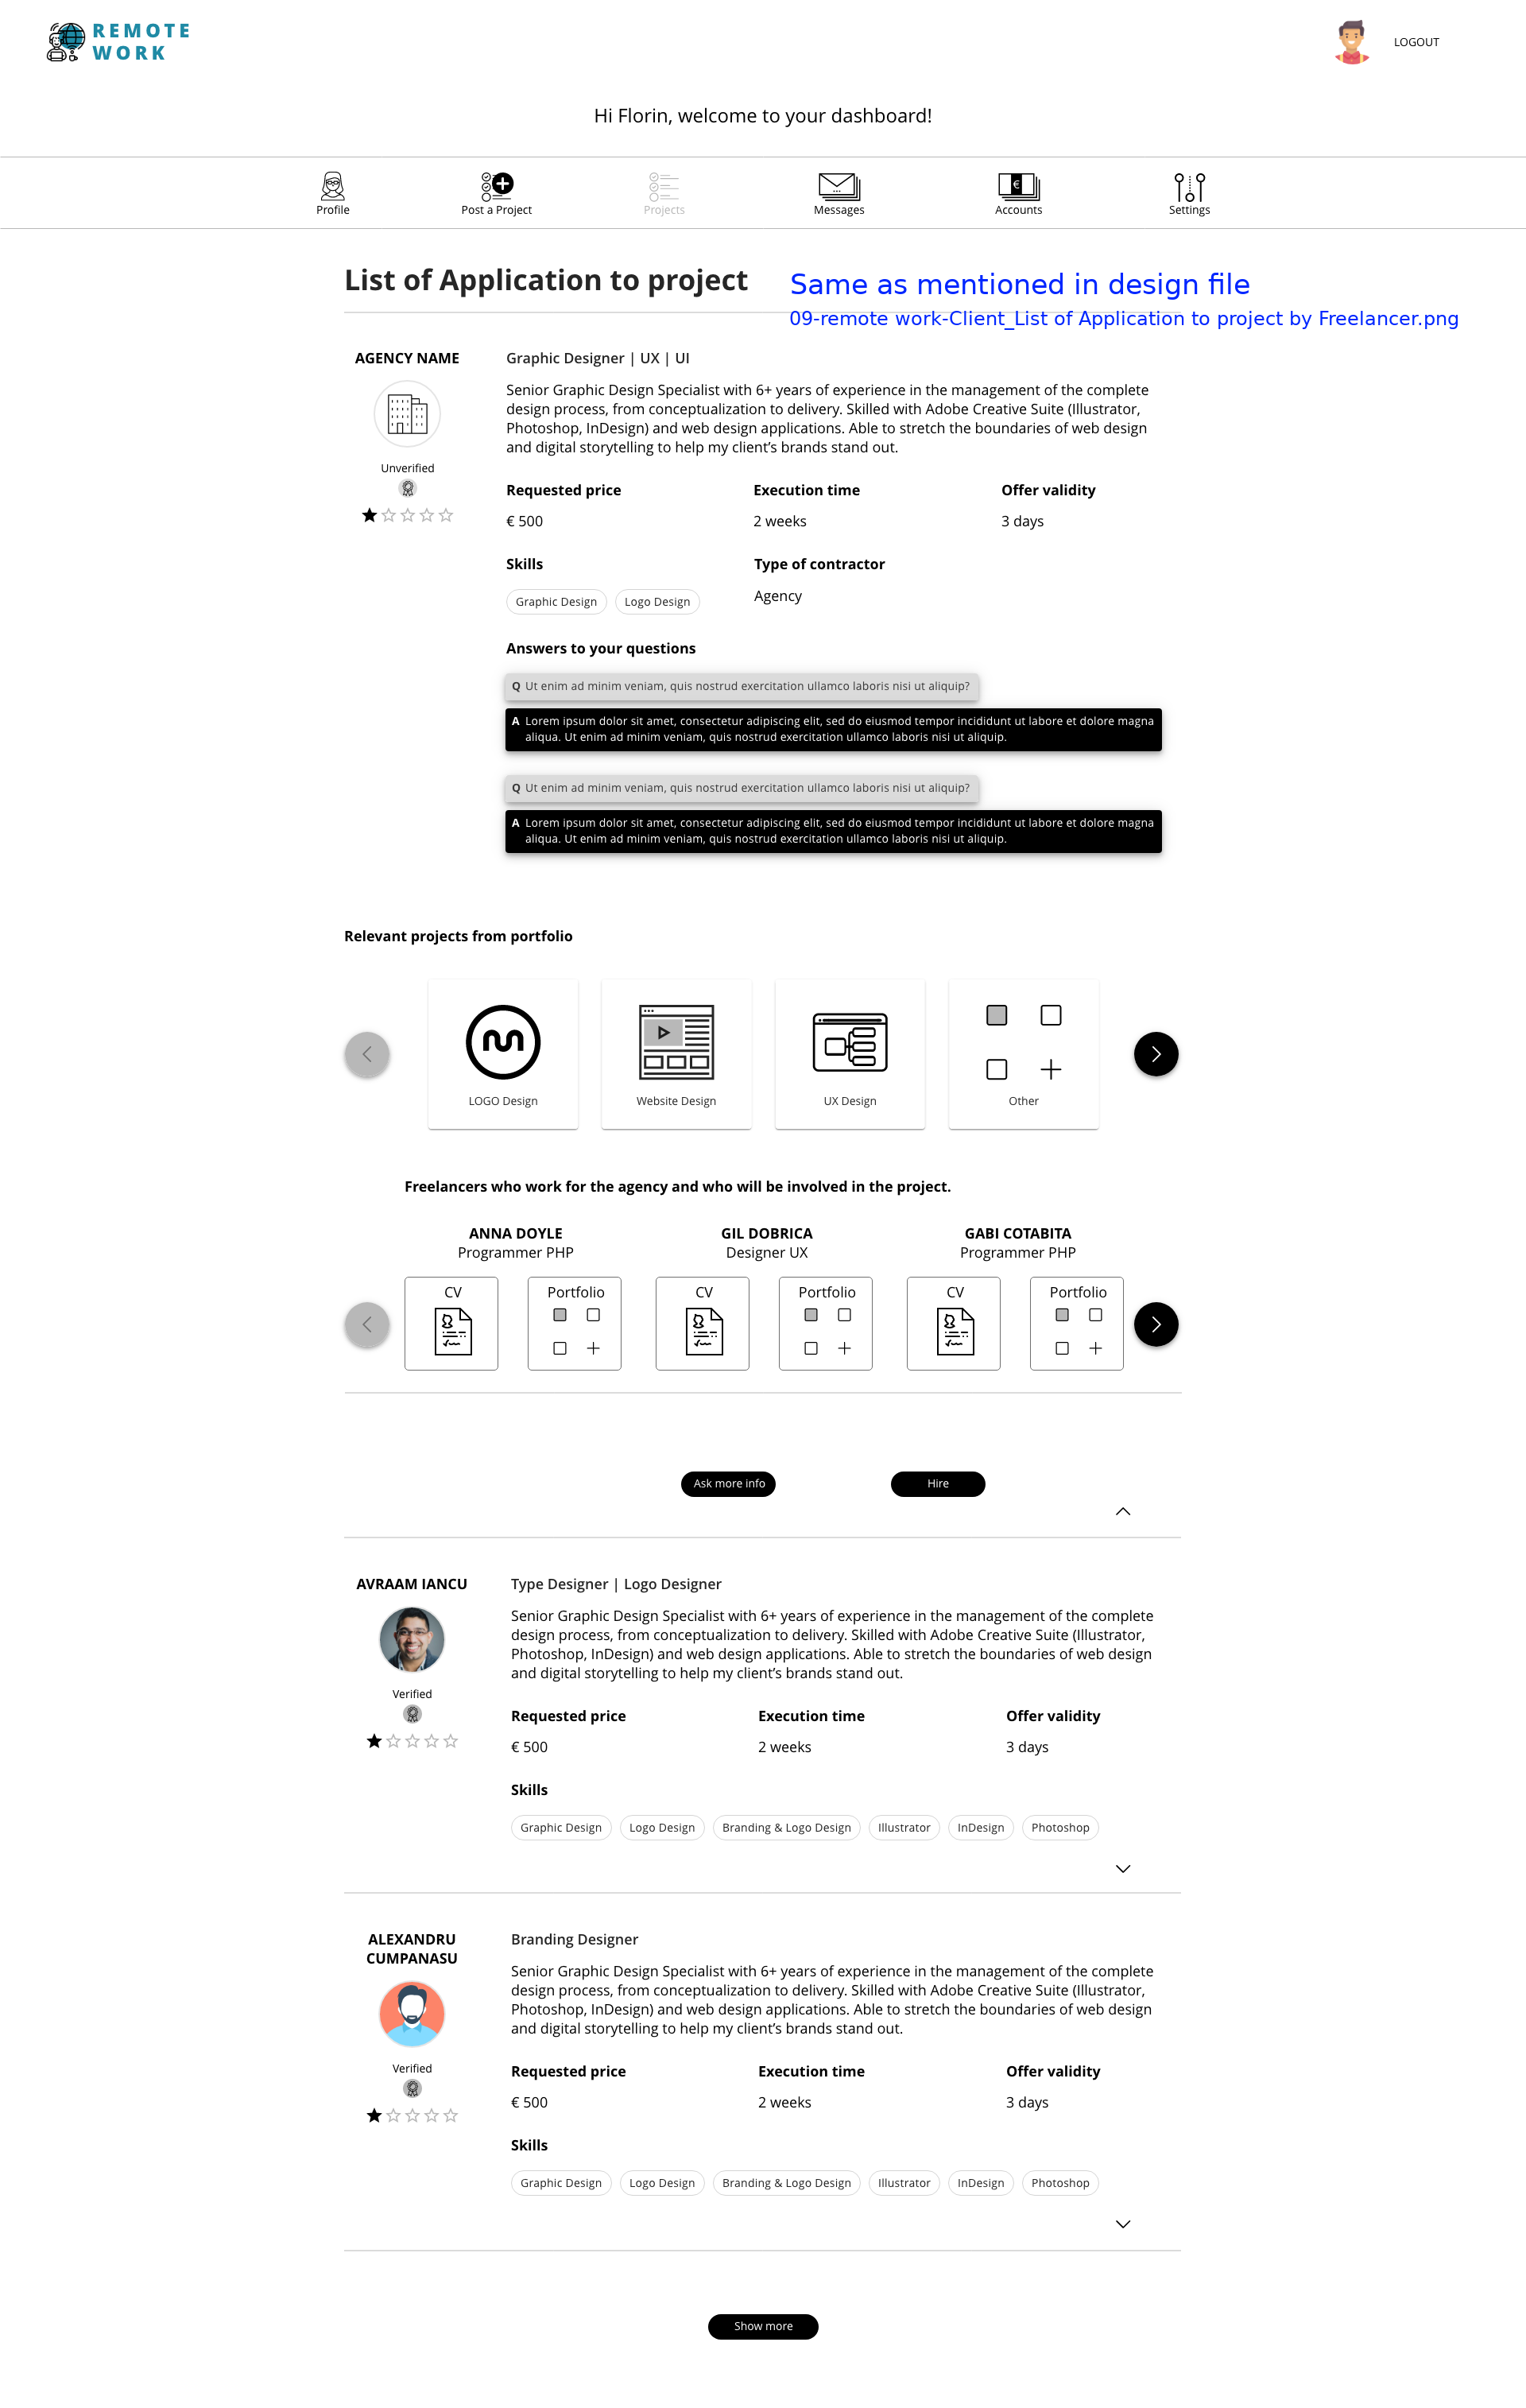 REMOTE
WORK
LOGOUT
Hi Florin, welcome to your dashboard!
Profile
Post a Project
Projects
Messages
€
Accounts
Settings
List of Application to project
Same as mentioned in design file
09-remote work-Client_List of Application to project by Freelancer.png
AGENCY NAME
Unverified
Graphic Designer | UX | UI
Senior Graphic Design Specialist with 6+ years of experience in the management of the complete
design process, from conceptualization to delivery. Skilled with Adobe Creative Suite (Illustrator,
Photoshop, InDesign) and web design applications. Able to stretch the boundaries of web design
and digital storytelling to help my client’s brands stand out.
Requested price Execution time Offer validity
€ 500 2 weeks 3 days
Skills Type of contractor
Graphic Design Logo Design Agency
Answers to your questions
Q Ut enim ad minim veniam, quis nostrud exercitation ullamco laboris nisi ut aliquip?
A Lorem ipsum dolor sit amet, consectetur adipiscing elit, sed do eiusmod tempor incididunt ut labore et dolore magna
aliqua. Ut enim ad minim veniam, quis nostrud exercitation ullamco laboris nisi ut aliquip.
Q Ut enim ad minim veniam, quis nostrud exercitation ullamco laboris nisi ut aliquip?
A Lorem ipsum dolor sit amet, consectetur adipiscing elit, sed do eiusmod tempor incididunt ut labore et dolore magna
aliqua. Ut enim ad minim veniam, quis nostrud exercitation ullamco laboris nisi ut aliquip.
Relevant projects from portfolio
LOGO Design
Website Design
UX Design
Other
Freelancers who work for the agency and who will be involved in the project.
ANNA DOYLE
Programmer PHP
CV
Portfolio
GIL DOBRICA
Designer UX
CV
Portfolio
GABI COTABITA
Programmer PHP
CV
Portfolio
Ask more info
Hire
AVRAAM IANCU
Verified
Type Designer | Logo Designer
Senior Graphic Design Specialist with 6+ years of experience in the management of the complete
design process, from conceptualization to delivery. Skilled with Adobe Creative Suite (Illustrator,
Photoshop, InDesign) and web design applications. Able to stretch the boundaries of web design
and digital storytelling to help my client’s brands stand out.
Requested price Execution time Offer validity
€ 500 2 weeks 3 days
Skills
Graphic Design Logo Design Branding & Logo Design Illustrator InDesign Photoshop
ALEXANDRU
CUMPANASU
Verified
Branding Designer
Senior Graphic Design Specialist with 6+ years of experience in the management of the complete
design process, from conceptualization to delivery. Skilled with Adobe Creative Suite (Illustrator,
Photoshop, InDesign) and web design applications. Able to stretch the boundaries of web design
and digital storytelling to help my client’s brands stand out.
Requested price Execution time Offer validity
€ 500 2 weeks 3 days
Skills
Graphic Design Logo Design Branding & Logo Design Illustrator InDesign Photoshop
Show more